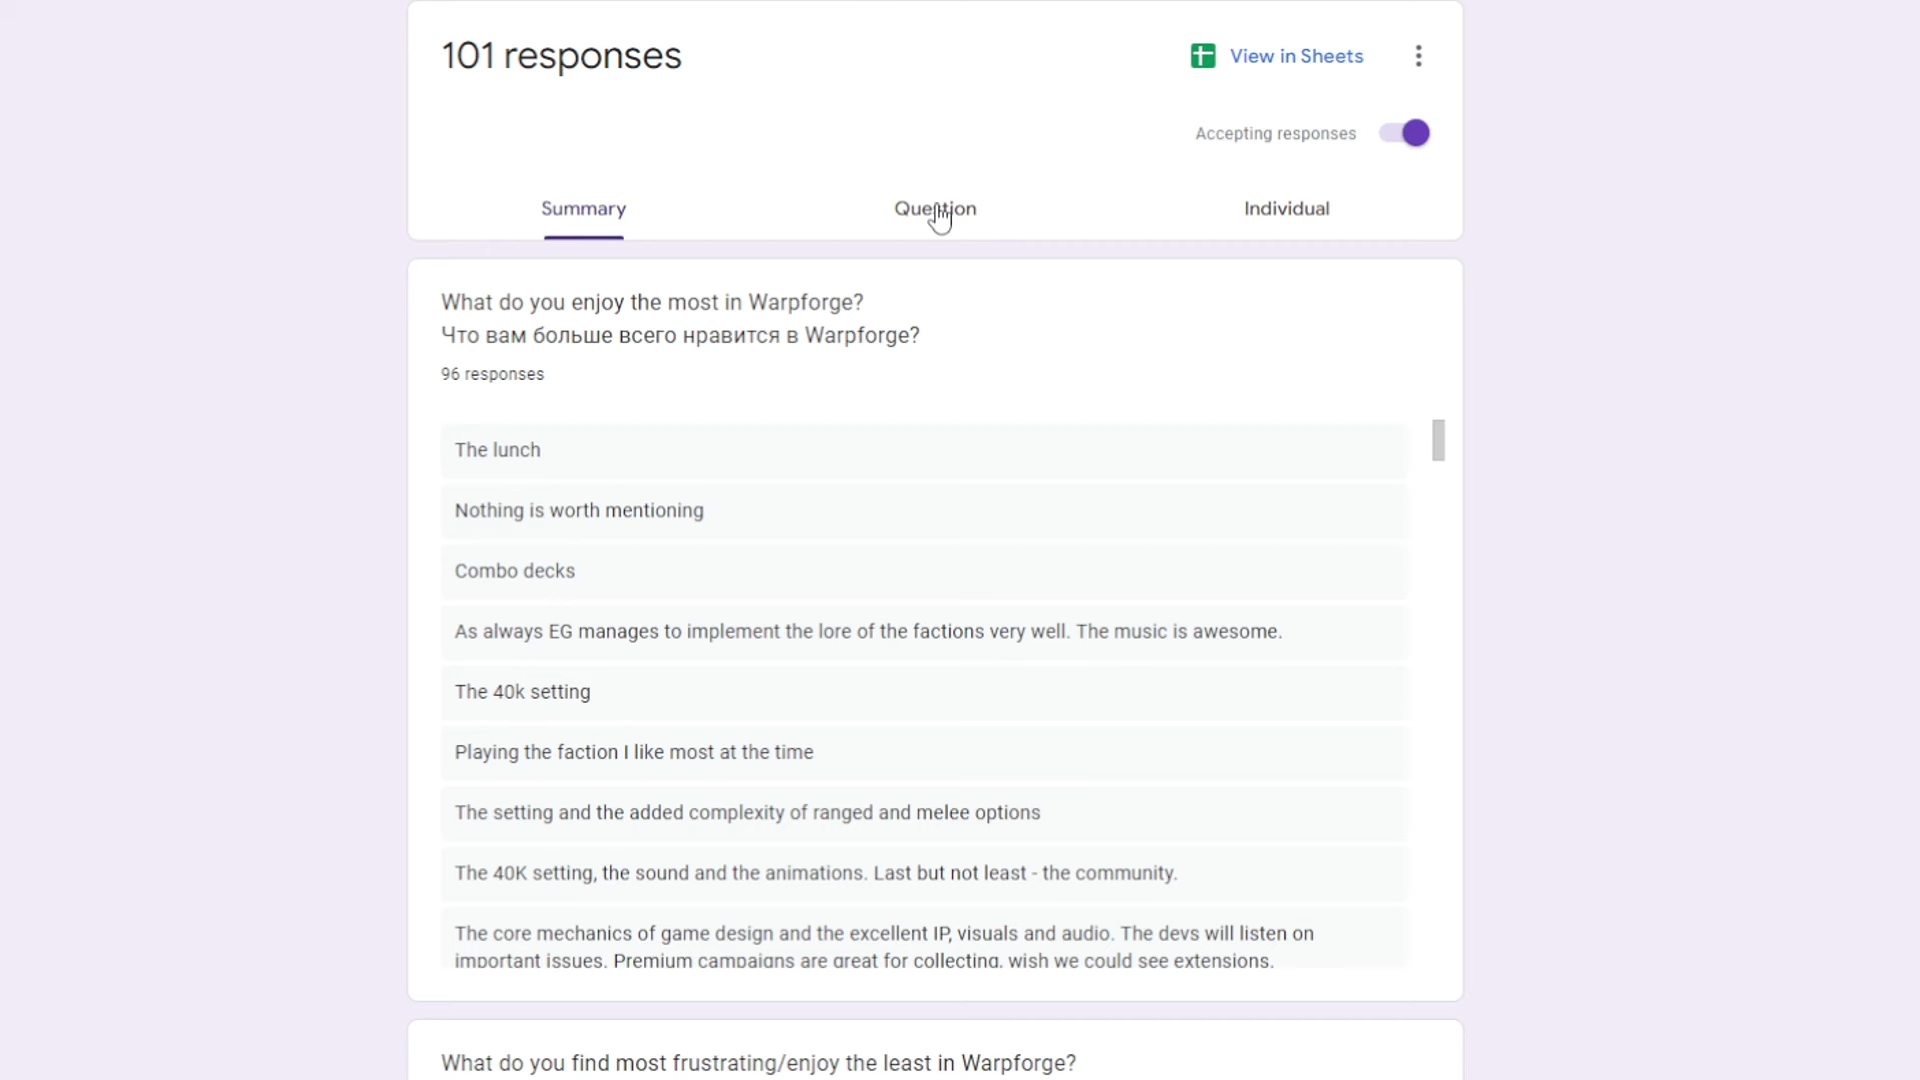 101 responses
View in Sheets
Accepting responses
Summary
Question
Individual
What do you enjoy the most in Warpforge?
Что вам больше всего нравится в Warpforge?
96 responses
The lunch
Nothing is worth mentioning
Combo decks
As always EG manages to implement the lore of the factions very well. The music is awesome.
The 40k setting
Playing the faction I like most at the time
The setting and the added complexity of ranged and melee options
The 40K setting, the sound and the animations. Last but not least - the community.
The core mechanics of game design and the excellent IP, visuals and audio. The devs will listen on
important issues. Premium campaigns are great for collecting, wish we could see extensions.
What do you find most frustrating/enjoy the least in Warpforge?